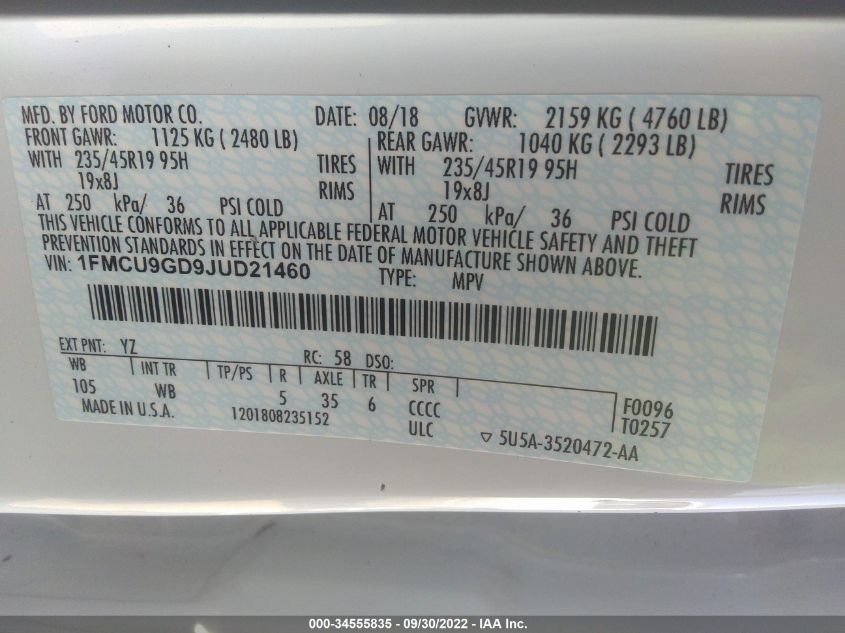 MFD. BY FORD MOTOR CO. DATE: 08/18 GVWR: 2159 KG ( 4760 LB)
FRONT GAWR: 1125 KG ( 2480 LB) REAR GAWR: 1040 KG ( 2293 LB)
WITH 235/45R19 95H TIRES WITH 235/45R19 95H TIRES
19x8J RIMS 19x8J RIMS
AT 250 kPa/ 36 PSI COLD AT 250 kPa/ 36 PSI COLD
THIS VEHICLE CONFORMS TO ALL APPLICABLE FEDERAL MOTOR VEHICLE SAFETY AND THEFT
PREVENTION STANDARDS IN EFFECT ON THE DATE OF MANUFACTURE SHOWN ABOVE.
VIN: 1FMCU9GD9JUD21460 TYPE: MPV
EXT PNT: YZ RC: 58 DSO:
WB INT TR TP/PS R AXLE TR SPR
105 WB 5 35 6 CCCC F0096
MADE IN U.S.A. 1201808235152 ULC T0257
5U5A-3520472-AA
000-34555835 - 09/30/2022 - IAA Inc.